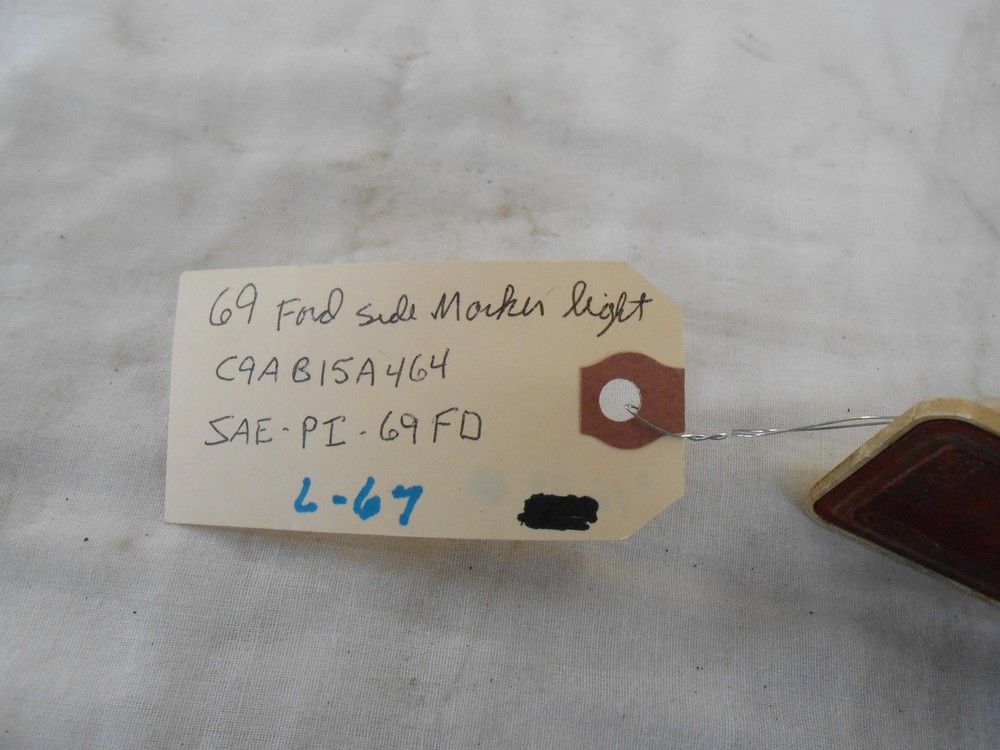 69 Ford side Marker light
C9AB15A464
SAE-PI-69FD
L-67